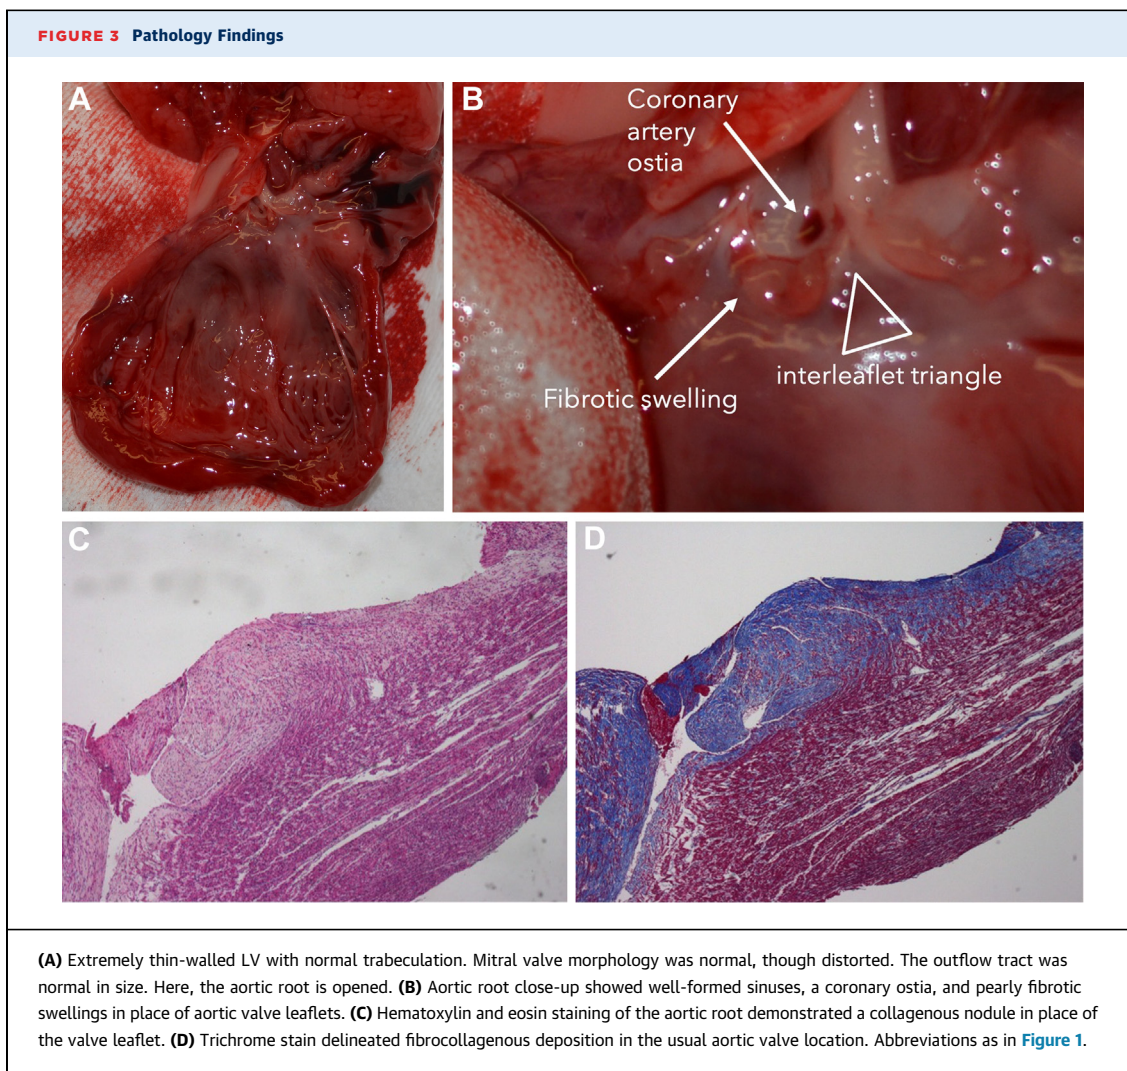 FIGURE 3 Pathology Findings
A
B
Coronary
artery
ostia
Fibrotic swelling
interleaflet triangle
C
D
(A) Extremely thin-walled LV with normal trabeculation. Mitral valve morphology was normal, though distorted. The outflow tract was
normal in size. Here, the aortic root is opened. (B) Aortic root close-up showed well-formed sinuses, a coronary ostia, and pearly fibrotic
swellings in place of aortic valve leaflets. (C) Hematoxylin and eosin staining of the aortic root demonstrated a collagenous nodule in place of
the valve leaflet. (D) Trichrome stain delineated fibrocollagenous deposition in the usual aortic valve location. Abbreviations as in Figure 1.